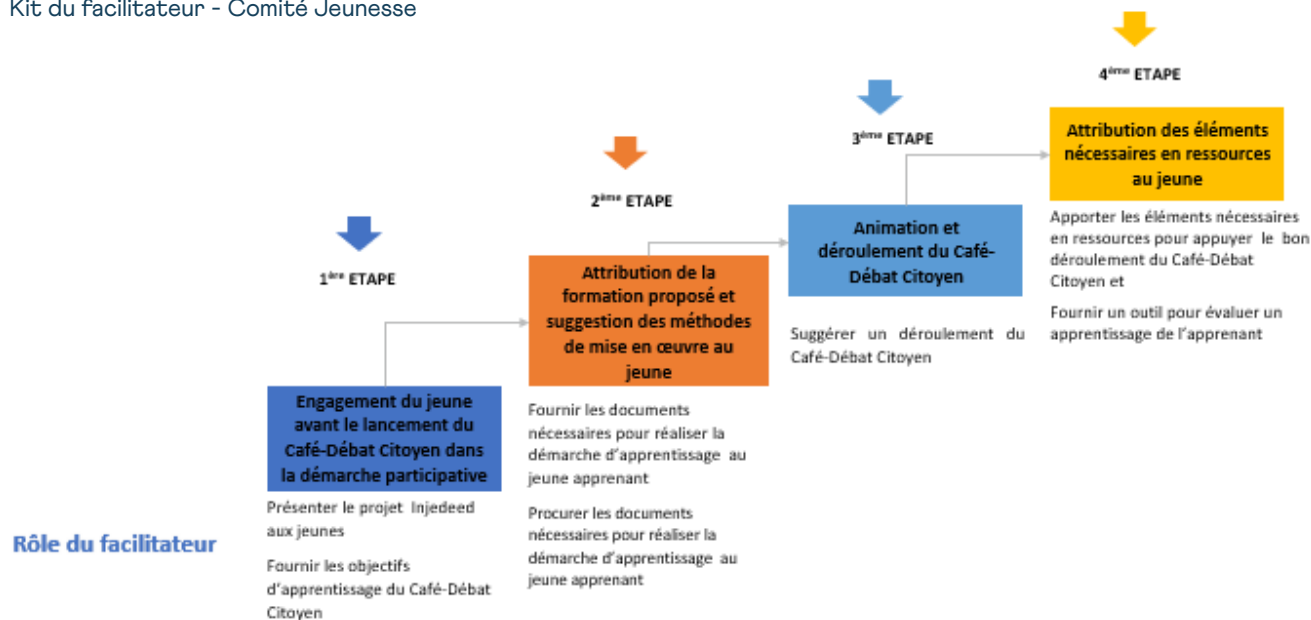 Kit du facilitateur - Comité Jeunesse
1ère ETAPE
Engagement du jeune
avant le lancement du
Café-Débat Citoyen dans
la démarche participative
Présenter le projet Injedeed
aux jeunes
Fournir les objectifs
d'apprentissage du Café-Débat
Citoyen
2ème ETAPE
Attribution de la
formation proposé et
suggestion des méthodes
de mise en œuvre au
jeune
Fournir les documents
nécessaires pour réaliser la
démarche d'apprentissage au
jeune apprenant
Procurer les documents
nécessaires pour réaliser la
démarche d'apprentissage au
jeune apprenant
3ème ETAPE
Animation et
déroulement du Café-
Débat Citoyen
Suggérer un déroulement du
Café-Débat Citoyen
4ème ETAPE
Attribution des éléments
nécessaires en ressources
au jeune
Apporter les éléments nécessaires
en ressources pour appuyer le bon
déroulement du Café-Débat
Citoyen et
Fournir un outil pour évaluer un
apprentissage de l'apprenant
Rôle du facilitateur